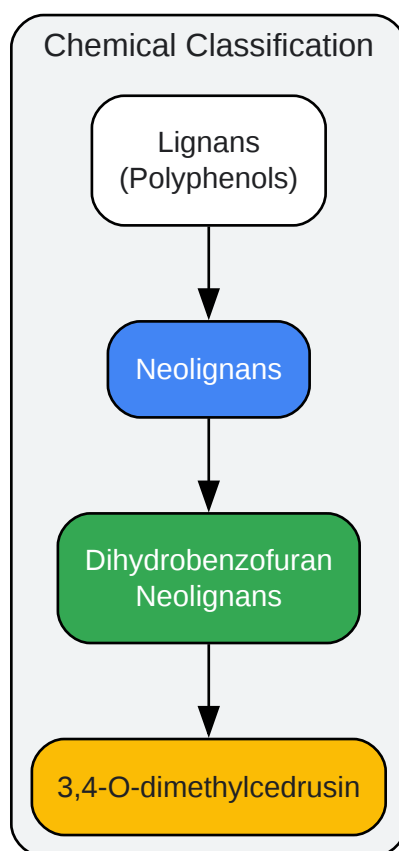 Chemical Classification
Lignans
(Polyphenols)
Neolignans
Dihydrobenzofuran
Neolignans
3,4-O-dimethylcedrusin